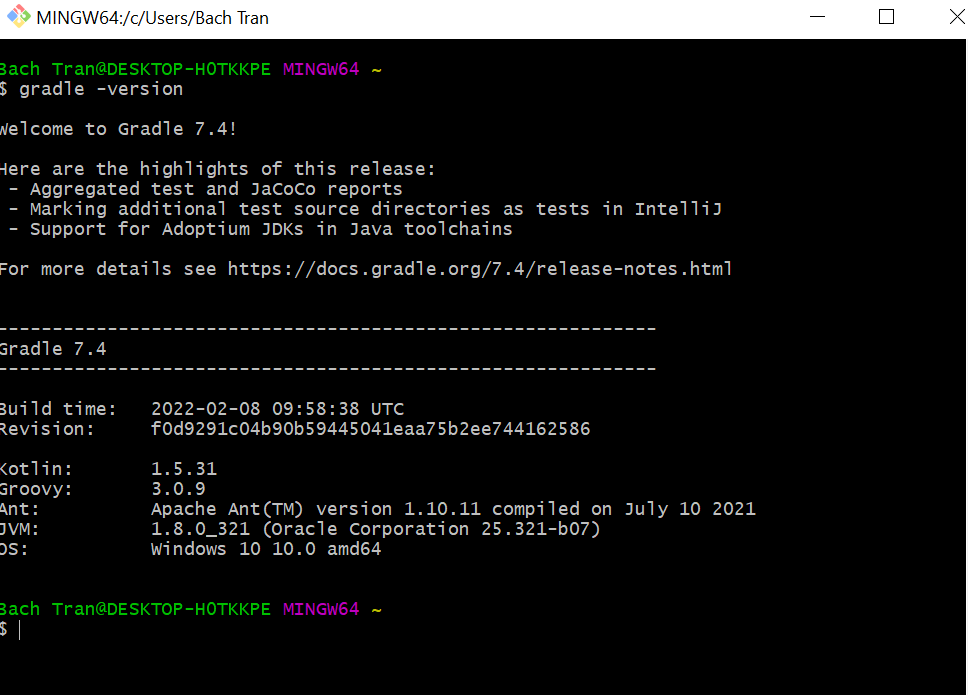 MINGW64:/c/Users/Bach Tran
Bach Tran@DESKTOP-H0TKKPE MINGW64 ~
$ gradle -version
Welcome to Gradle 7.4!
Here are the highlights of this release:
 - Aggregated test and JaCoCo reports
 - Marking additional test source directories as tests in IntelliJ
 - Support for Adoptium JDKs in Java toolchains
For more details see https://docs.gradle.org/7.4/release-notes.html
------------------------------------------------------------
Gradle 7.4
------------------------------------------------------------
Build time:   2022-02-08 09:58:38 UTC
Revision:     f0d9291c04b90b59445041eaa75b2ee744162586
Kotlin:       1.5.31
Groovy:       3.0.9
Ant:          Apache Ant(TM) version 1.10.11 compiled on July 10 2021
JVM:          1.8.0_321 (Oracle Corporation 25.321-b07)
OS:           Windows 10 10.0 amd64
Bach Tran@DESKTOP-H0TKKPE MINGW64 ~
$